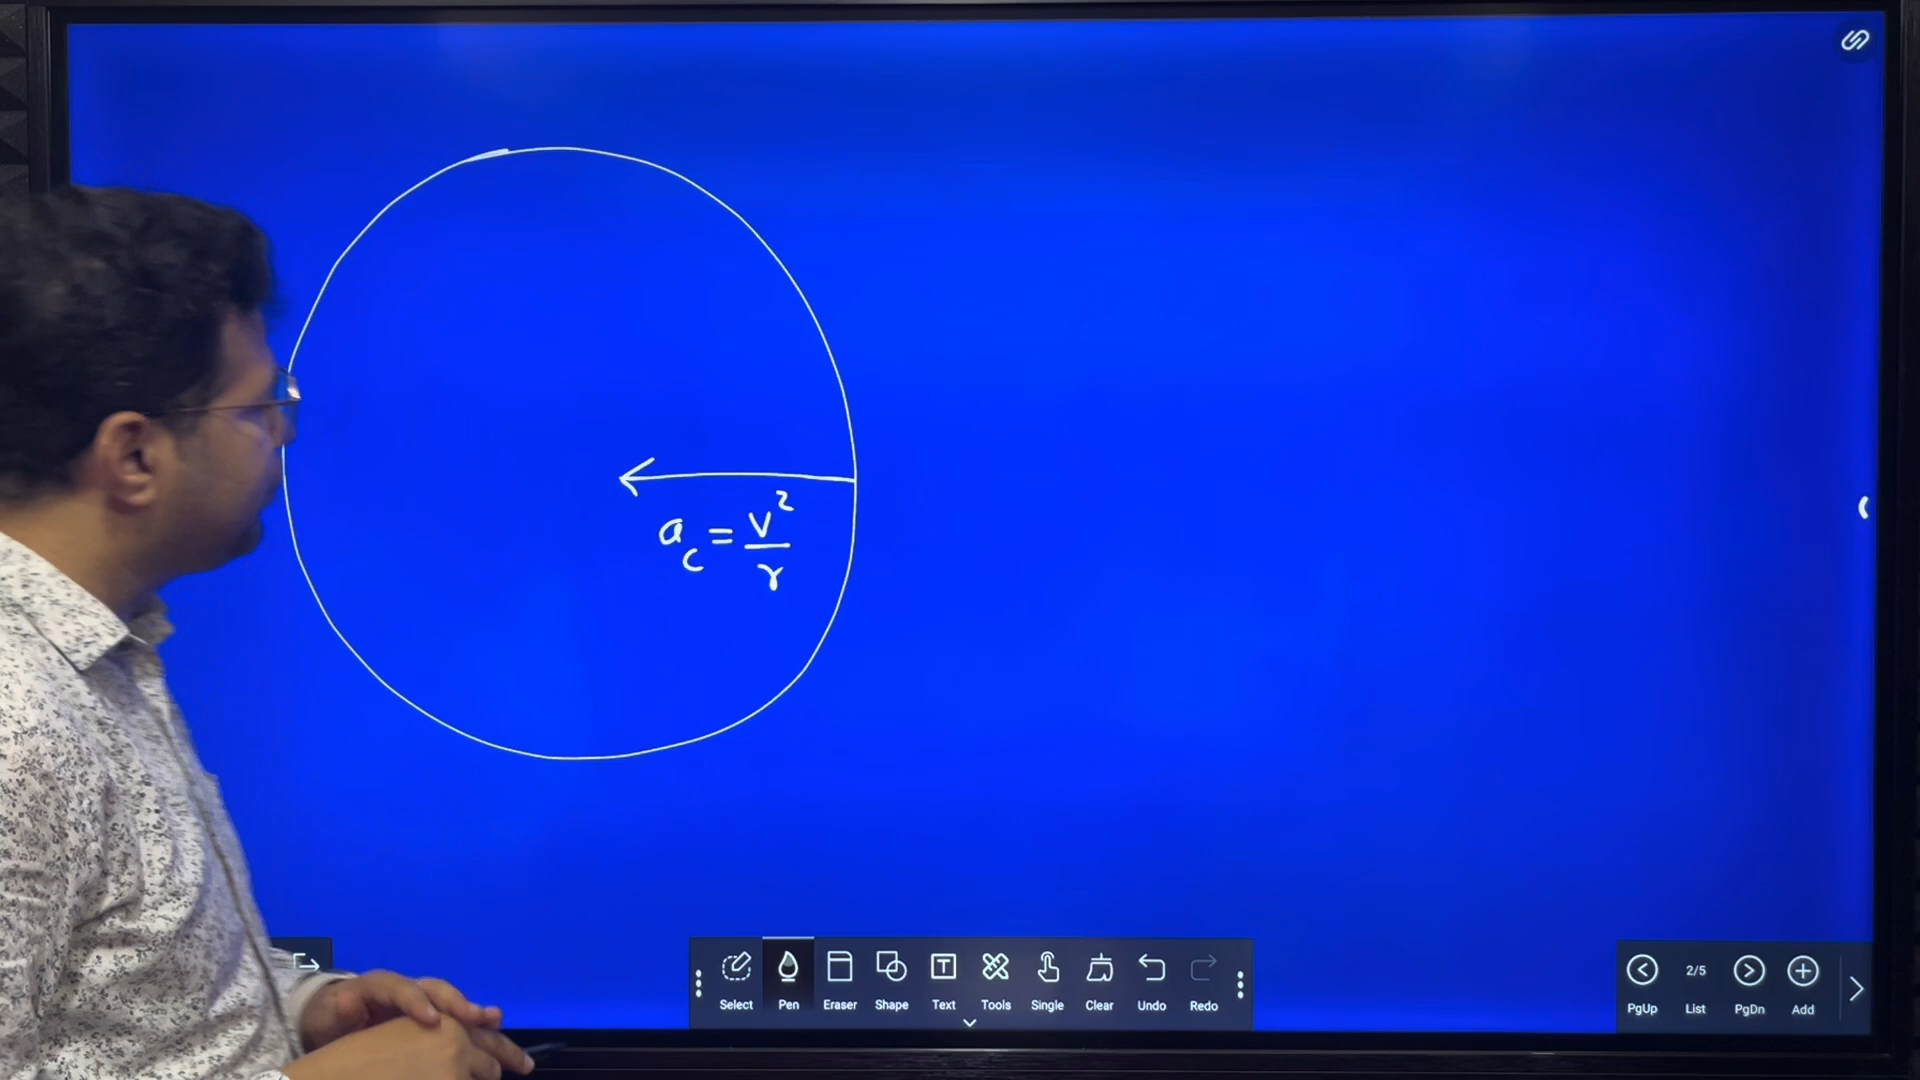 a_c = v²/r
Select Pen Eraser Shape Text Tools Single Clear Undo Redo
PgUp 2/5 List PgDn Add